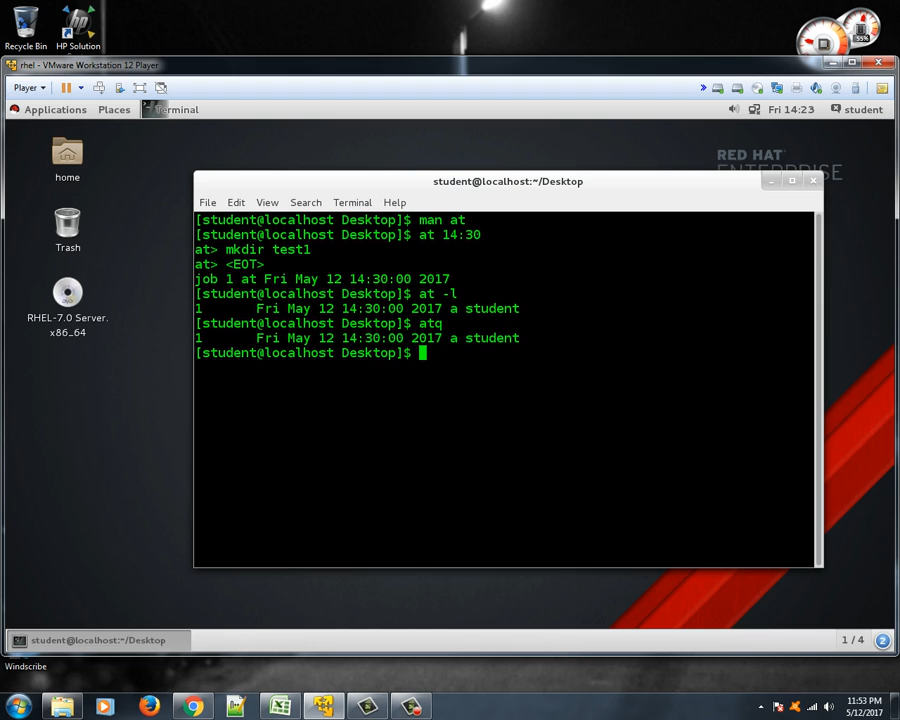 Recycle Bin
HP Solution
55%
rhel - VMware Workstation 12 Player
Player
Applications Places Terminal Fri 14:23 student
RED HAT
ENTERPRISE
home
Trash
RHEL-7.0 Server.
x86_64
student@localhost:~/Desktop
File Edit View Search Terminal Help
[student@localhost Desktop]$ man at
[student@localhost Desktop]$ at 14:30
at> mkdir test1
at> <EOT>
job 1 at Fri May 12 14:30:00 2017
[student@localhost Desktop]$ at -l
1 Fri May 12 14:30:00 2017 a student
[student@localhost Desktop]$ atq
1 Fri May 12 14:30:00 2017 a student
[student@localhost Desktop]$
student@localhost:~/Desktop
1 / 4
2
Windscribe
11:53 PM
5/12/2017